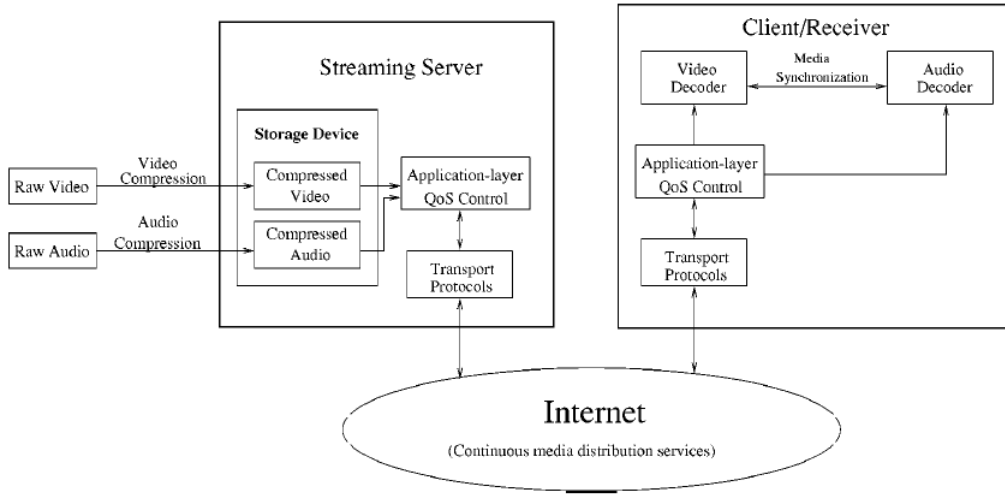 Streaming Server
Storage Device
Raw Video
Video
Compression
Compressed
Video
Raw Audio
Audio
Compression
Compressed
Audio
Application-layer
QoS Control
Transport
Protocols
Client/Receiver
Video
Decoder
Media
Synchronization
Audio
Decoder
Application-layer
QoS Control
Transport
Protocols
Internet
(Continuous media distribution services)